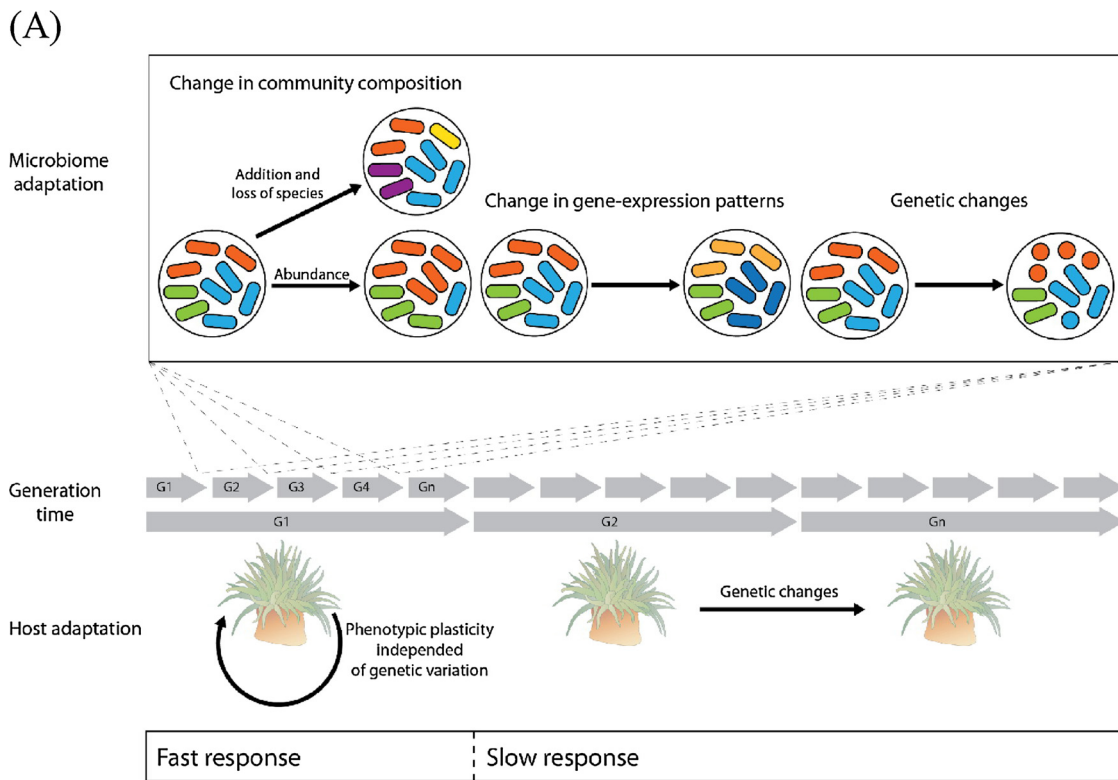 (A)
Change in community composition
Microbiome
adaptation
Addition and
loss of species
Abundance
Change in gene-expression patterns
Genetic changes
Generation
time
G1
G2
G3
G4
Gn
G1
G2
Gn
Host adaptation
Phenotypic plasticity
independed
of genetic variation
Genetic changes
Fast response
Slow response